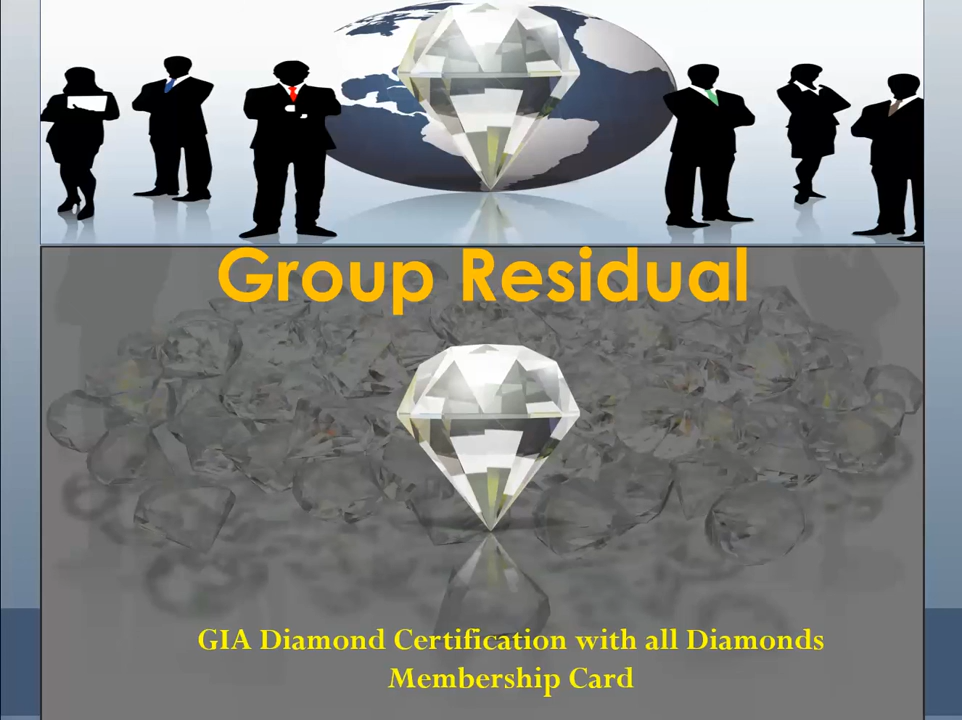 Group Residual
GIA Diamond Certification with all Diamonds
Membership Card